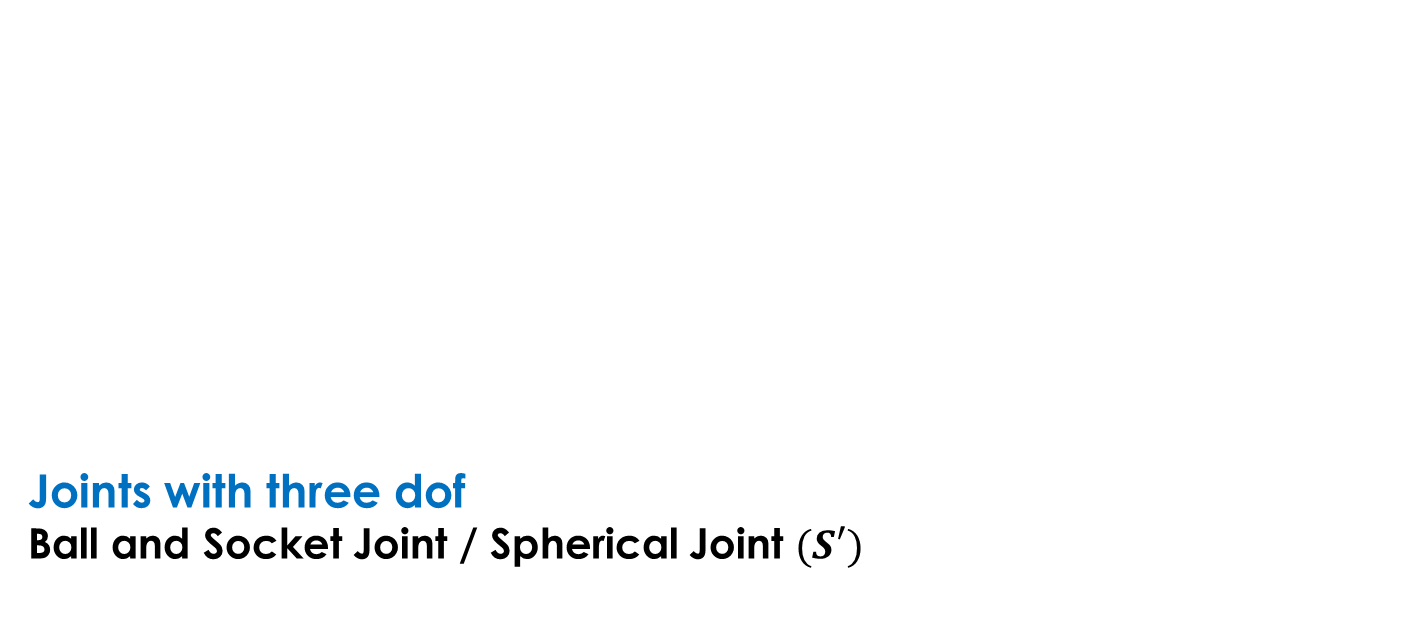 Joints with three dof
Ball and Socket Joint / Spherical Joint (S′)